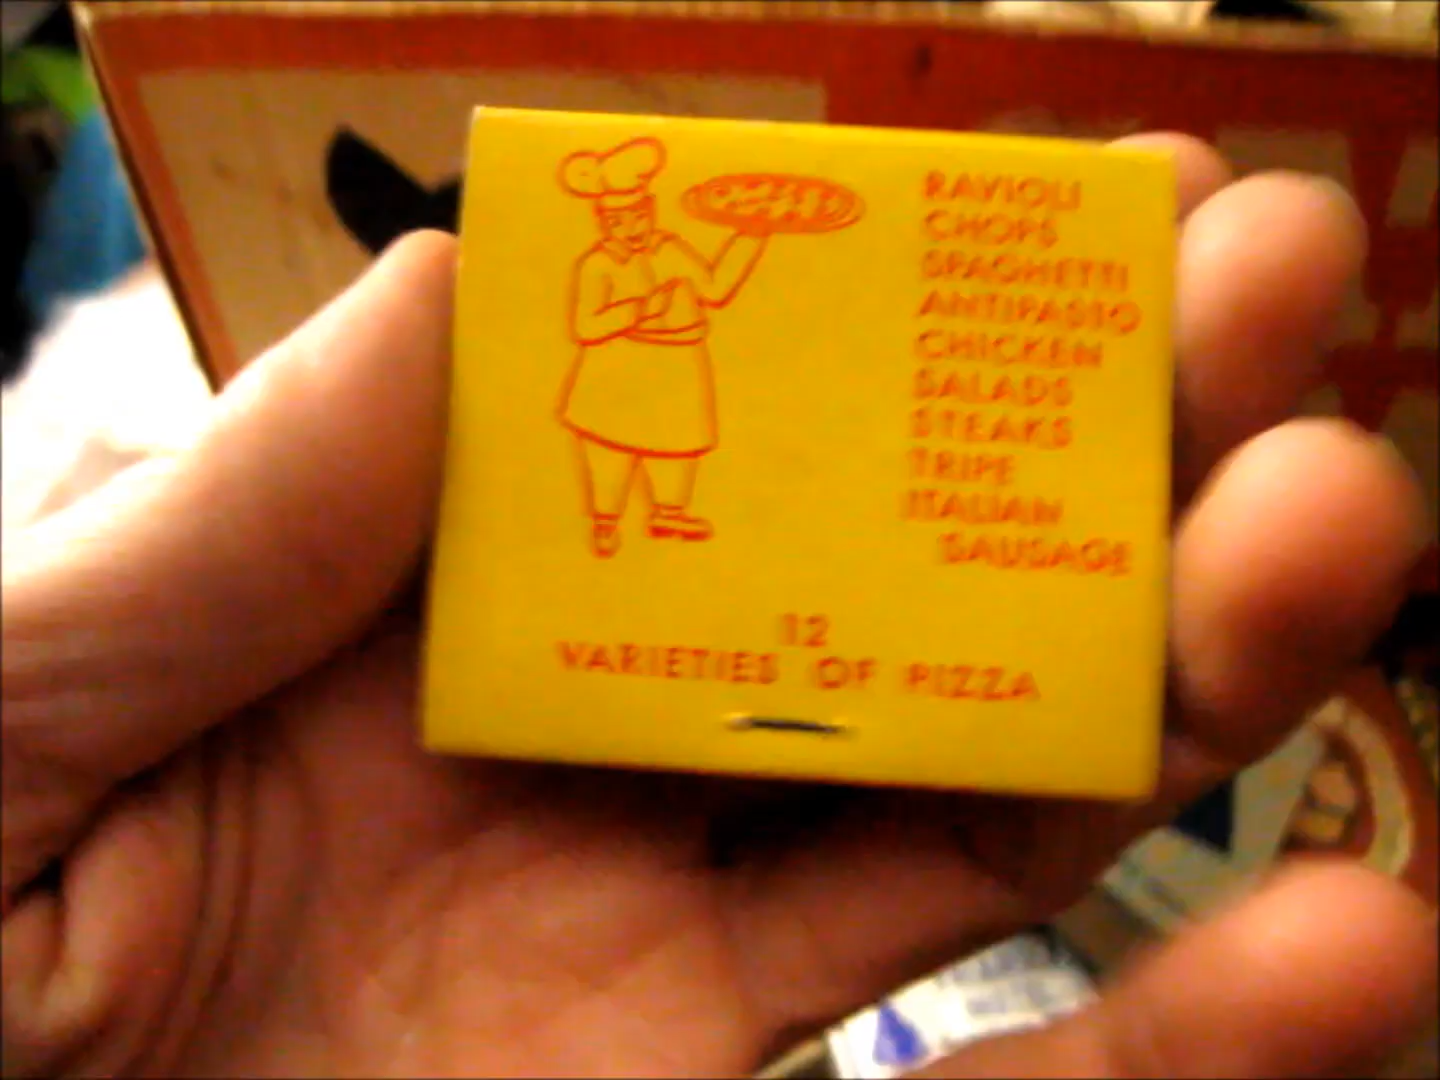 RAVIOLI
CHOPS
SPAGHETTI
ANTIPASTO
CHICKEN
SALADS
STEAKS
TRIPE
ITALIAN
SAUSAGE
12
VARIETIES OF PIZZA